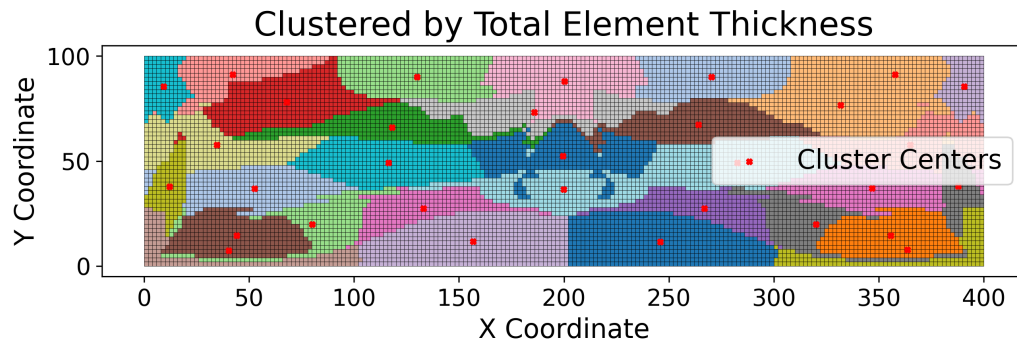 Clustered by Total Element Thickness
Y Coordinate
100
50
0
Cluster Centers
0 50 100 150 200 250 300 350 400
X Coordinate